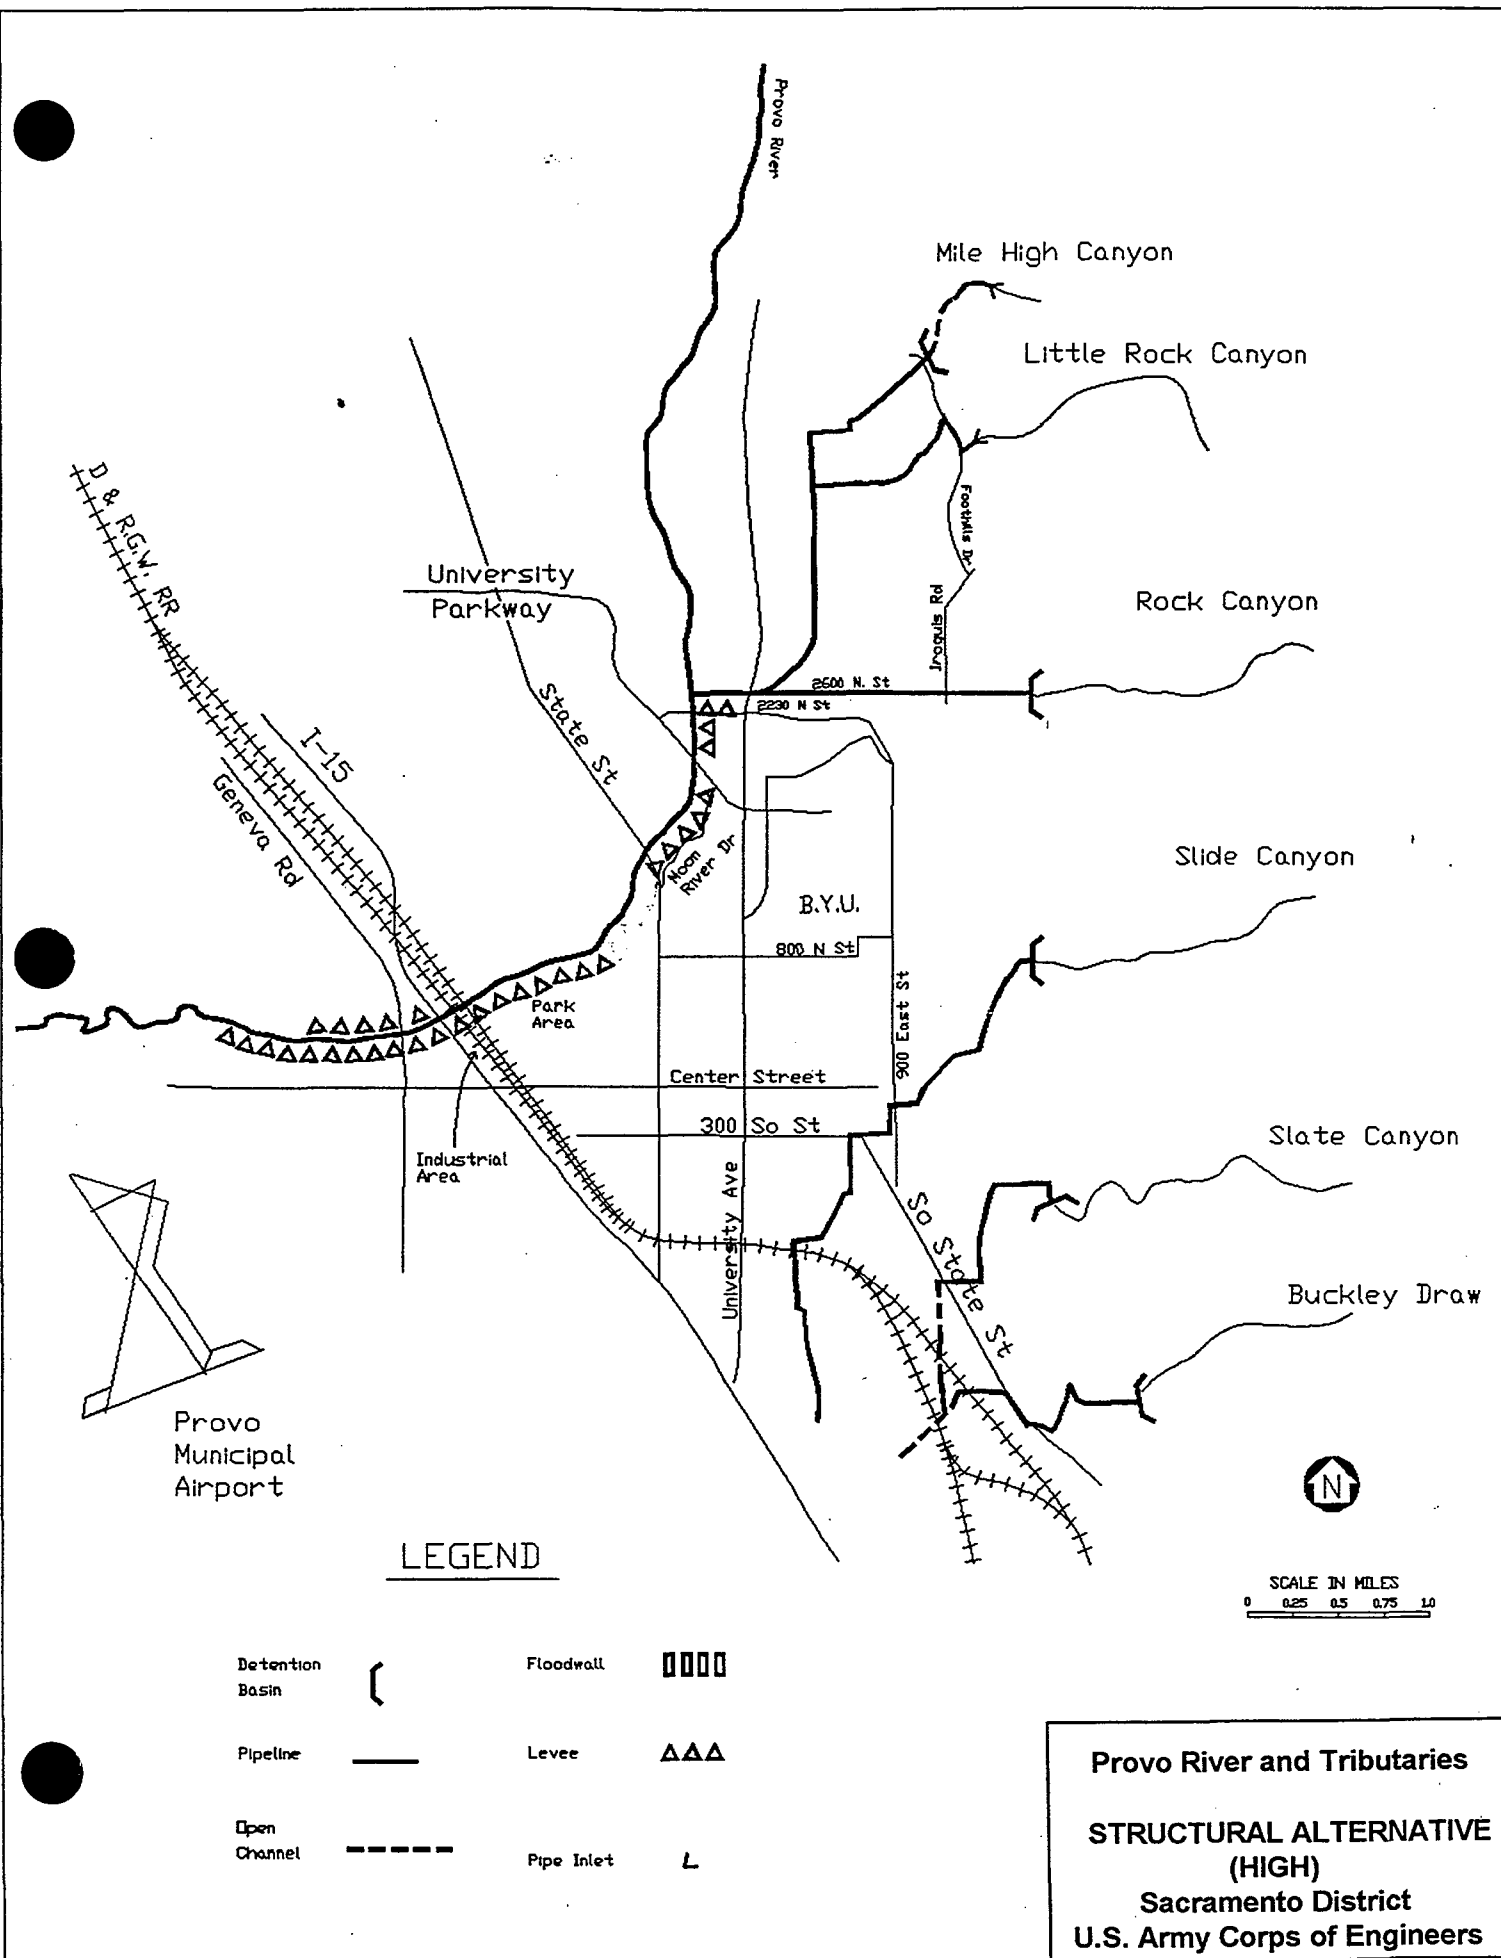 Provo River
Mile High Canyon
Little Rock Canyon
D & R.G.W. RR
Foothills Dr
University
Parkway
Iroquis Rd
Rock Canyon
2600 N. St
2230 N St
State St
I-15
Geneva Rd
Moon
River Dr
Slide Canyon
B.Y.U.
800 N St
900 East St
Park
Area
Center Street
300 So St
Industrial
Area
University Ave
Slate Canyon
So State St
Buckley Draw
Provo
Municipal
Airport
N
LEGEND
SCALE IN MILES
0 0.25 0.5 0.75 1.0
Detention
Basin
Floodwall
Pipeline
Levee
Open
Channel
Pipe Inlet
Provo River and Tributaries
STRUCTURAL ALTERNATIVE
(HIGH)
Sacramento District
U.S. Army Corps of Engineers